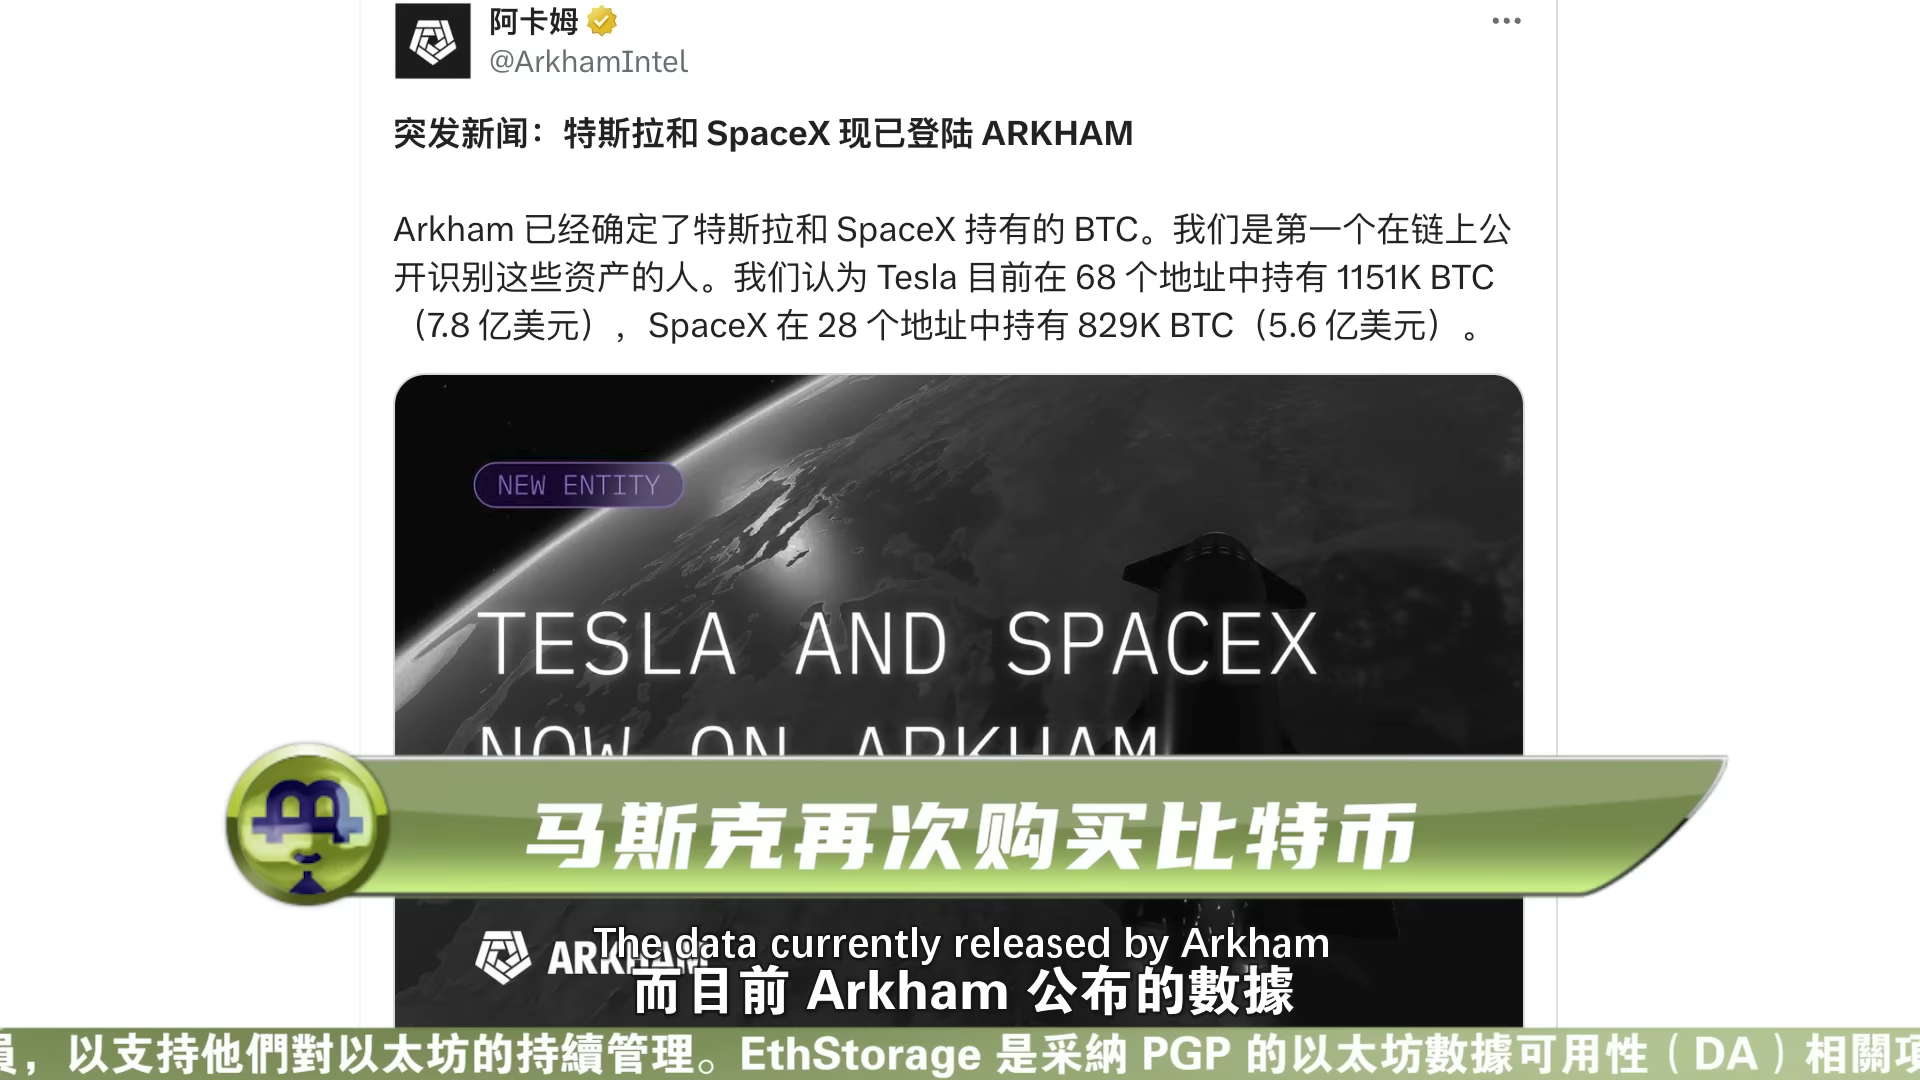 阿卡姆
@ArkhamIntel
突发新闻：特斯拉和 SpaceX 现已登陆 ARKHAM
Arkham 已经确定了特斯拉和 SpaceX 持有的 BTC。我们是第一个在链上公
开识别这些资产的人。我们认为 Tesla 目前在 68 个地址中持有 1151K BTC
（7.8 亿美元），SpaceX 在 28 个地址中持有 829K BTC（5.6 亿美元）。
NEW ENTITY
TESLA AND SPACEX
NOW ON ARKHAM
马斯克再次购买比特币
ARKHAM
The data currently released by Arkham
而目前 Arkham 公布的數據
員，以支持他們對以太坊的持續管理。EthStorage 是采納 PGP 的以太坊數據可用性（DA）相關項